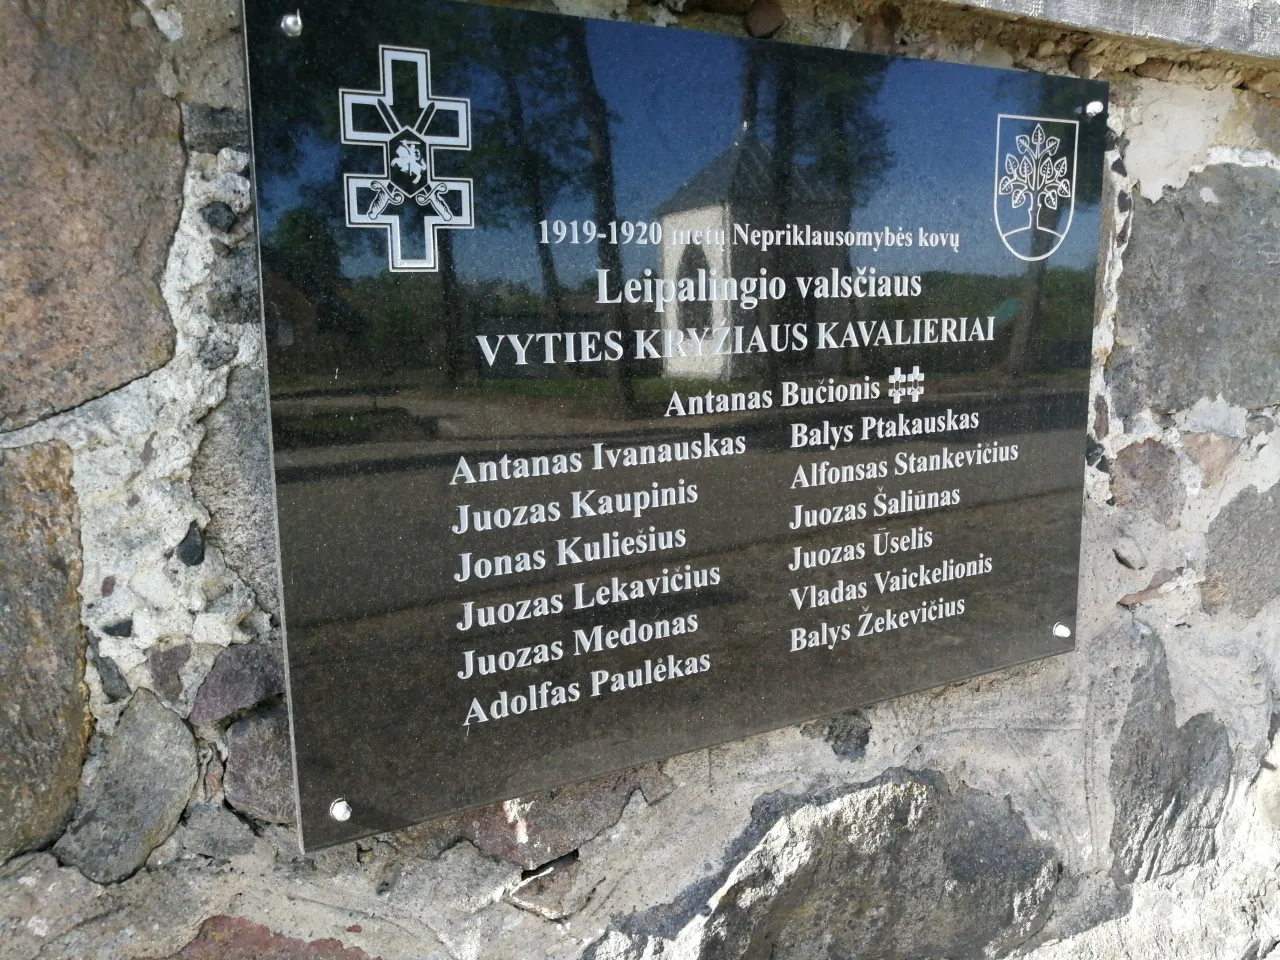 1919-1920 metų Nepriklausomybės kovų
Leipalingio valsčiaus
VYTIES KRYŽIAUS KAVALIERIAI
Antanas Bučionis
Antanas Ivanauskas
Juozas Kaupinis
Jonas Kuliešius
Juozas Lekavičius
Juozas Medonas
Adolfas Paulėkas
Balys Ptakauskas
Alfonsas Stankevičius
Juozas Šaliūnas
Juozas Ūselis
Vladas Vaickelionis
Balys Žekevičius